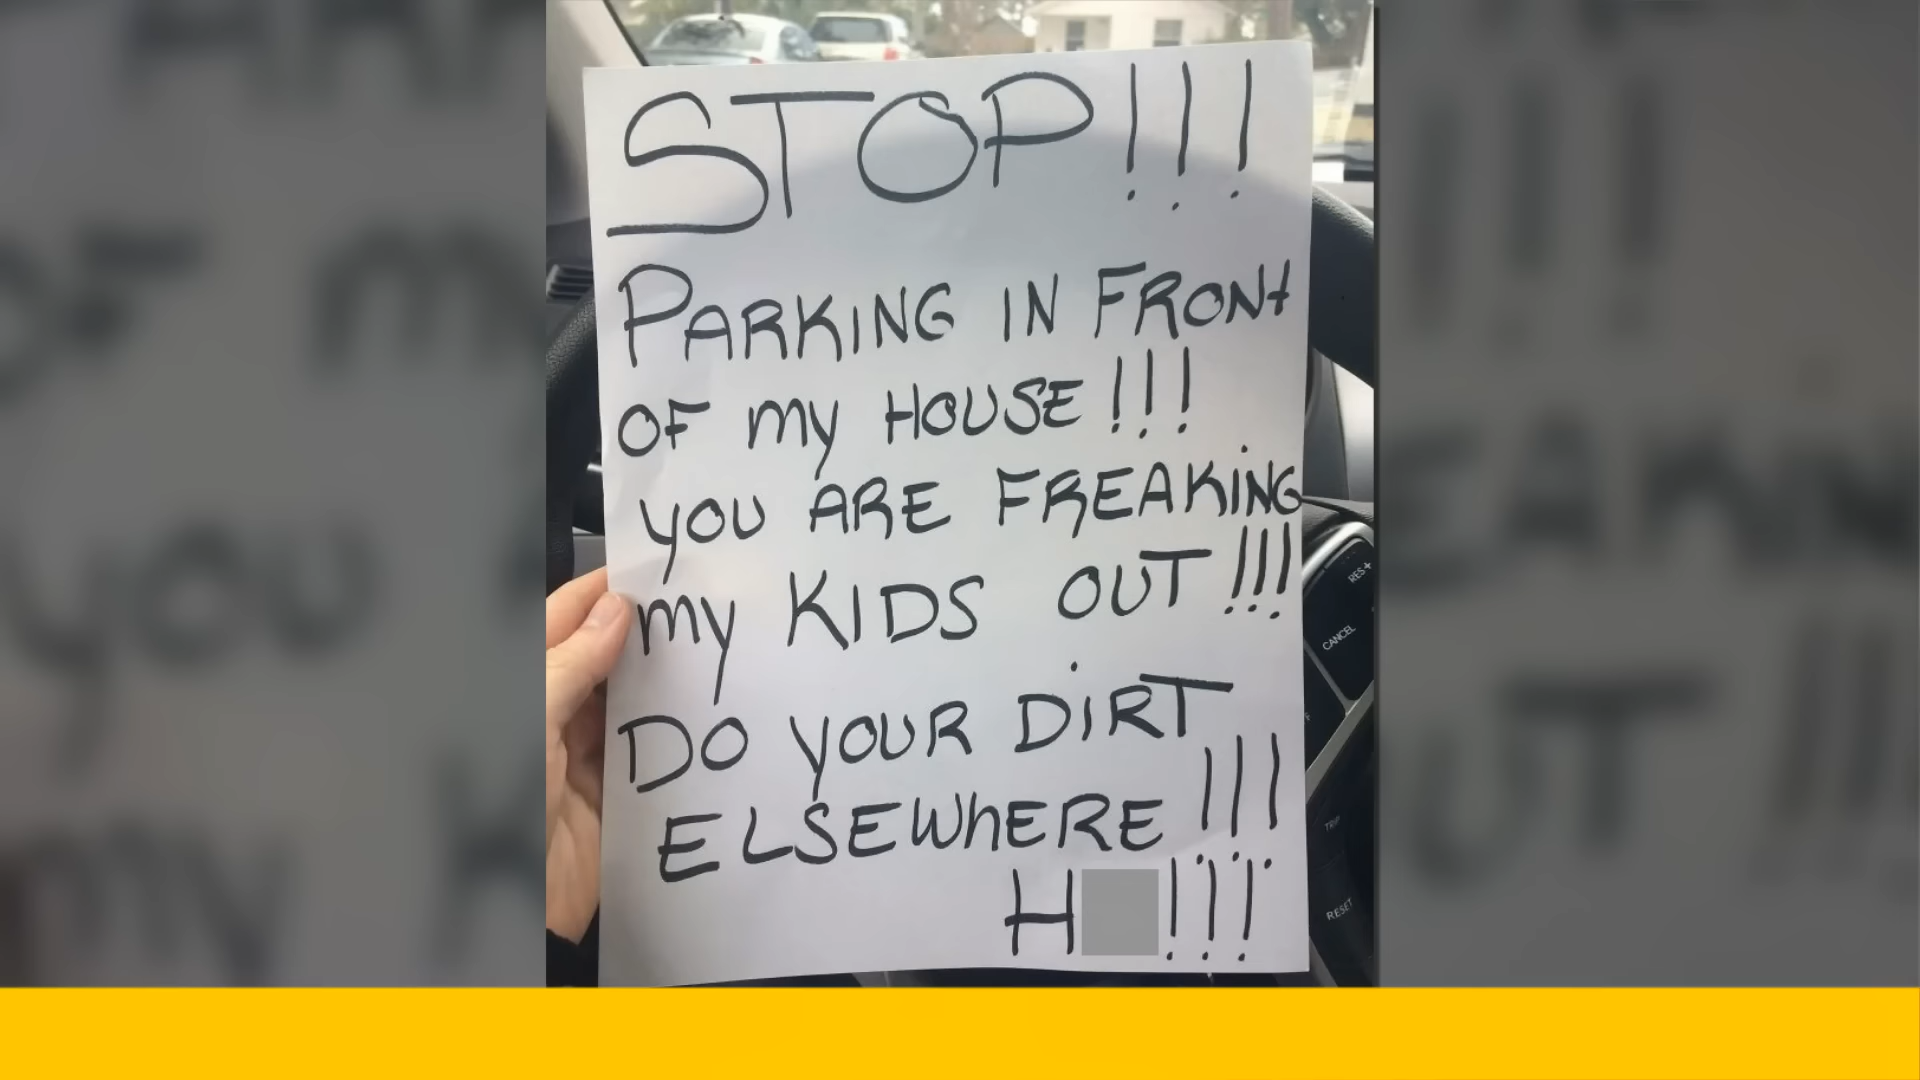 STOP!!!
PARKING IN FRONT
OF my HOUSE!!!
you ARE FREAKiNG
my KIDS OUT!!!
DO YOUR DiRT
ELSEWhERE!!!
H !!!
RES +
CANCEL
RESET